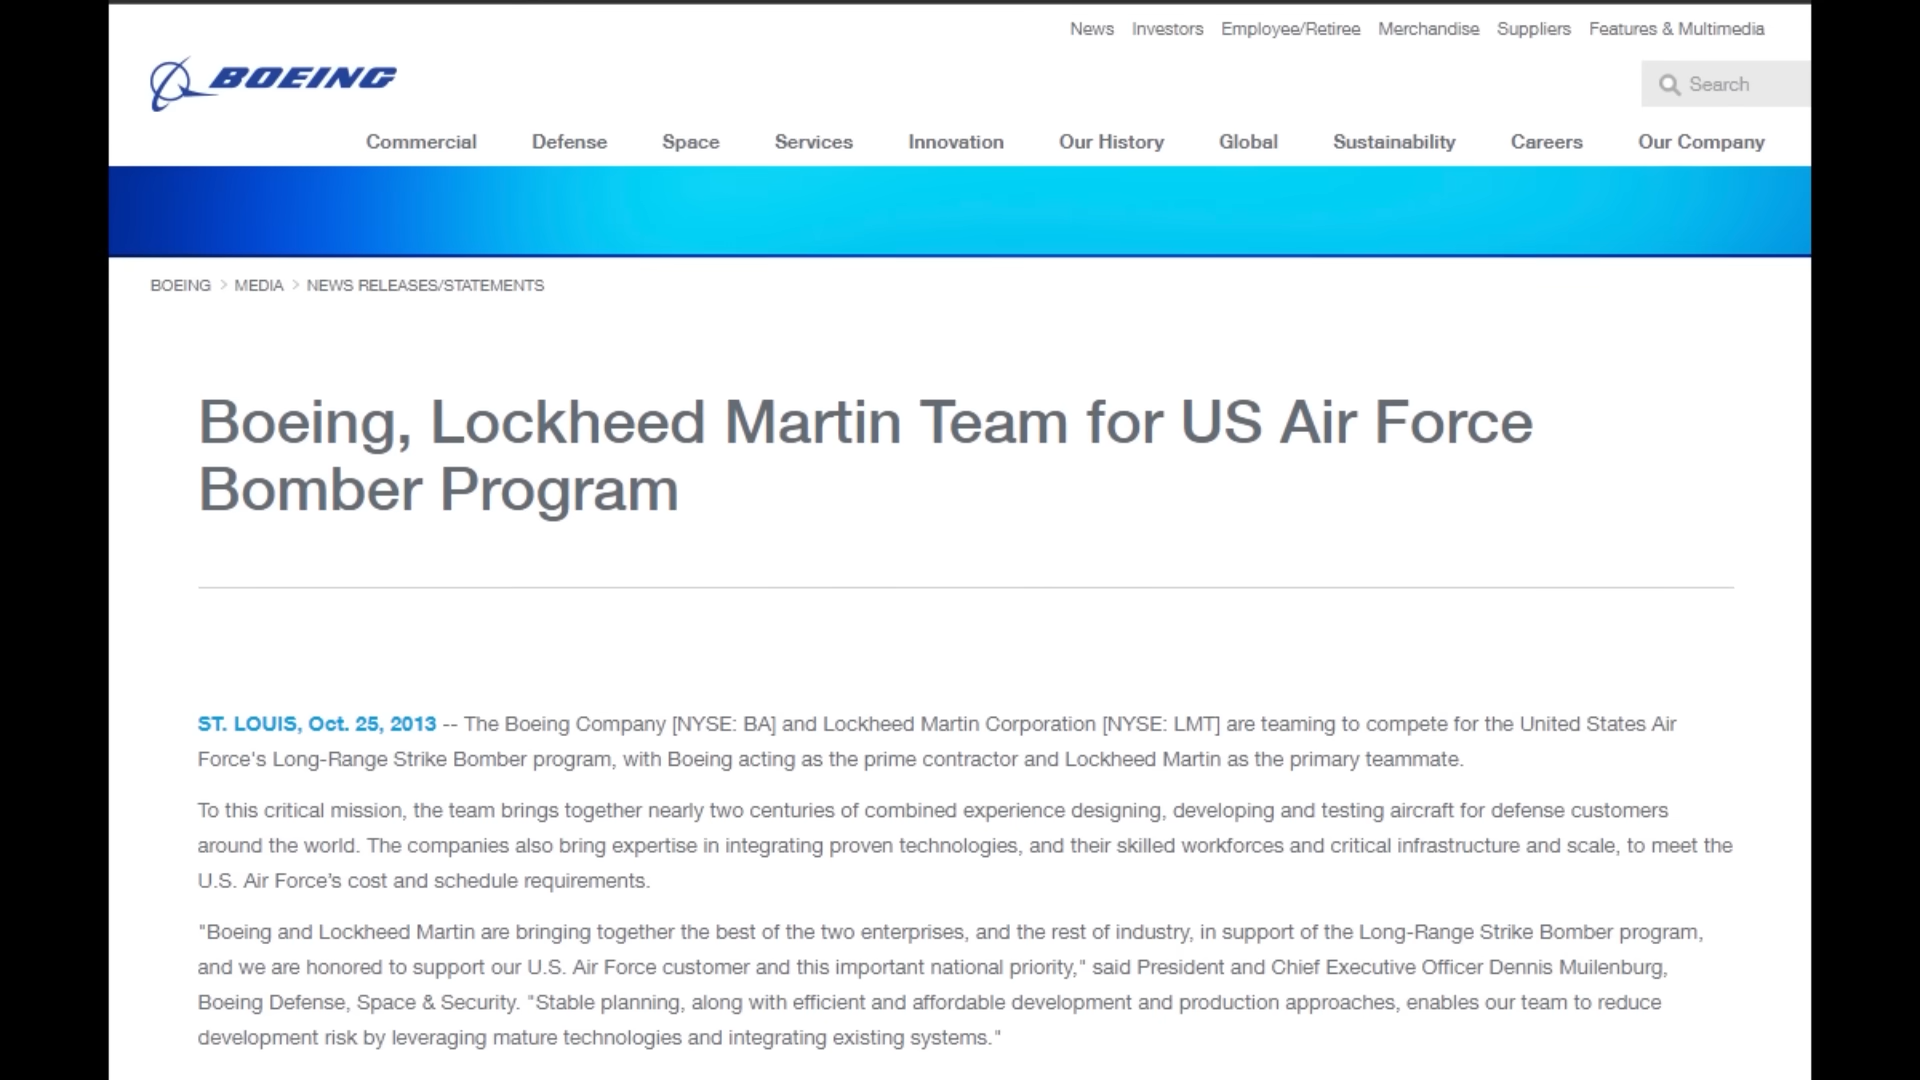 News Investors Employee/Retiree Merchandise Suppliers Features & Multimedia
BOEING
Search
Commercial Defense Space Services Innovation Our History Global Sustainability Careers Our Company
BOEING > MEDIA > NEWS RELEASES/STATEMENTS
Boeing, Lockheed Martin Team for US Air Force
Bomber Program
ST. LOUIS, Oct. 25, 2013 -- The Boeing Company [NYSE: BA] and Lockheed Martin Corporation [NYSE: LMT] are teaming to compete for the United States Air
Force's Long-Range Strike Bomber program, with Boeing acting as the prime contractor and Lockheed Martin as the primary teammate.
To this critical mission, the team brings together nearly two centuries of combined experience designing, developing and testing aircraft for defense customers
around the world. The companies also bring expertise in integrating proven technologies, and their skilled workforces and critical infrastructure and scale, to meet the
U.S. Air Force’s cost and schedule requirements.
"Boeing and Lockheed Martin are bringing together the best of the two enterprises, and the rest of industry, in support of the Long-Range Strike Bomber program,
and we are honored to support our U.S. Air Force customer and this important national priority," said President and Chief Executive Officer Dennis Muilenburg,
Boeing Defense, Space & Security. "Stable planning, along with efficient and affordable development and production approaches, enables our team to reduce
development risk by leveraging mature technologies and integrating existing systems."